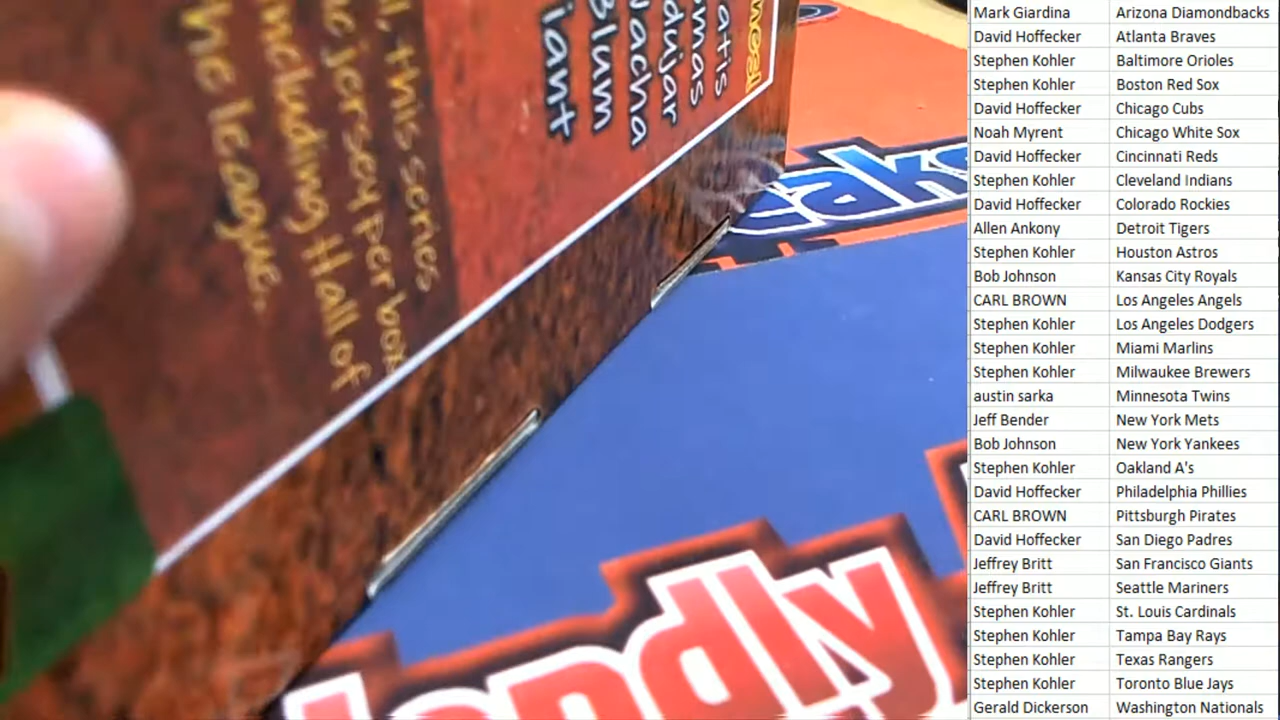 nes!
atis
mas
dujar
Wacha
Blum
iant
l, this series
ne jersey per box
including Hall of
he league.
eak
endly
Mark Giardina Arizona Diamondbacks
David Hoffecker Atlanta Braves
Stephen Kohler Baltimore Orioles
Stephen Kohler Boston Red Sox
David Hoffecker Chicago Cubs
Noah Myrent Chicago White Sox
David Hoffecker Cincinnati Reds
Stephen Kohler Cleveland Indians
David Hoffecker Colorado Rockies
Allen Ankony Detroit Tigers
Stephen Kohler Houston Astros
Bob Johnson Kansas City Royals
CARL BROWN Los Angeles Angels
Stephen Kohler Los Angeles Dodgers
Stephen Kohler Miami Marlins
Stephen Kohler Milwaukee Brewers
austin sarka Minnesota Twins
Jeff Bender New York Mets
Bob Johnson New York Yankees
Stephen Kohler Oakland A's
David Hoffecker Philadelphia Phillies
CARL BROWN Pittsburgh Pirates
David Hoffecker San Diego Padres
Jeffrey Britt San Francisco Giants
Jeffrey Britt Seattle Mariners
Stephen Kohler St. Louis Cardinals
Stephen Kohler Tampa Bay Rays
Stephen Kohler Texas Rangers
Stephen Kohler Toronto Blue Jays
Gerald Dickerson Washington Nationals